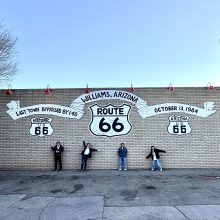 WILLIAMS, ARIZONA
LAST TOWN BYPASSED BY I-40
OCTOBER 13, 1984
ROUTE
66
66
66